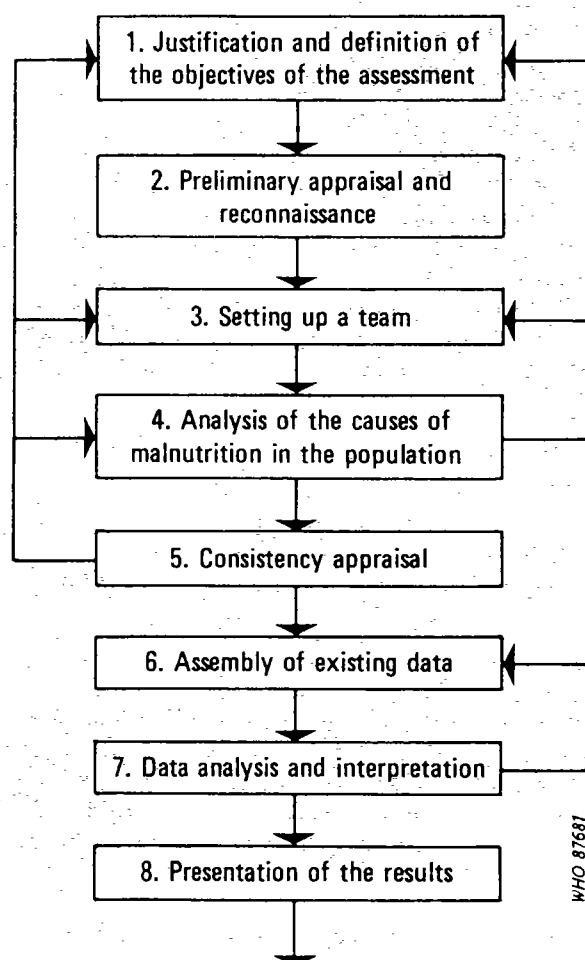 1. Justification and definition of
the objectives of the assessment
2. Preliminary appraisal and
reconnaissance
3. Setting up a team
4. Analysis of the causes of
malnutrition in the population
5. Consistency appraisal
6. Assembly of existing data
7. Data analysis and interpretation
8. Presentation of the results
WHO 87681